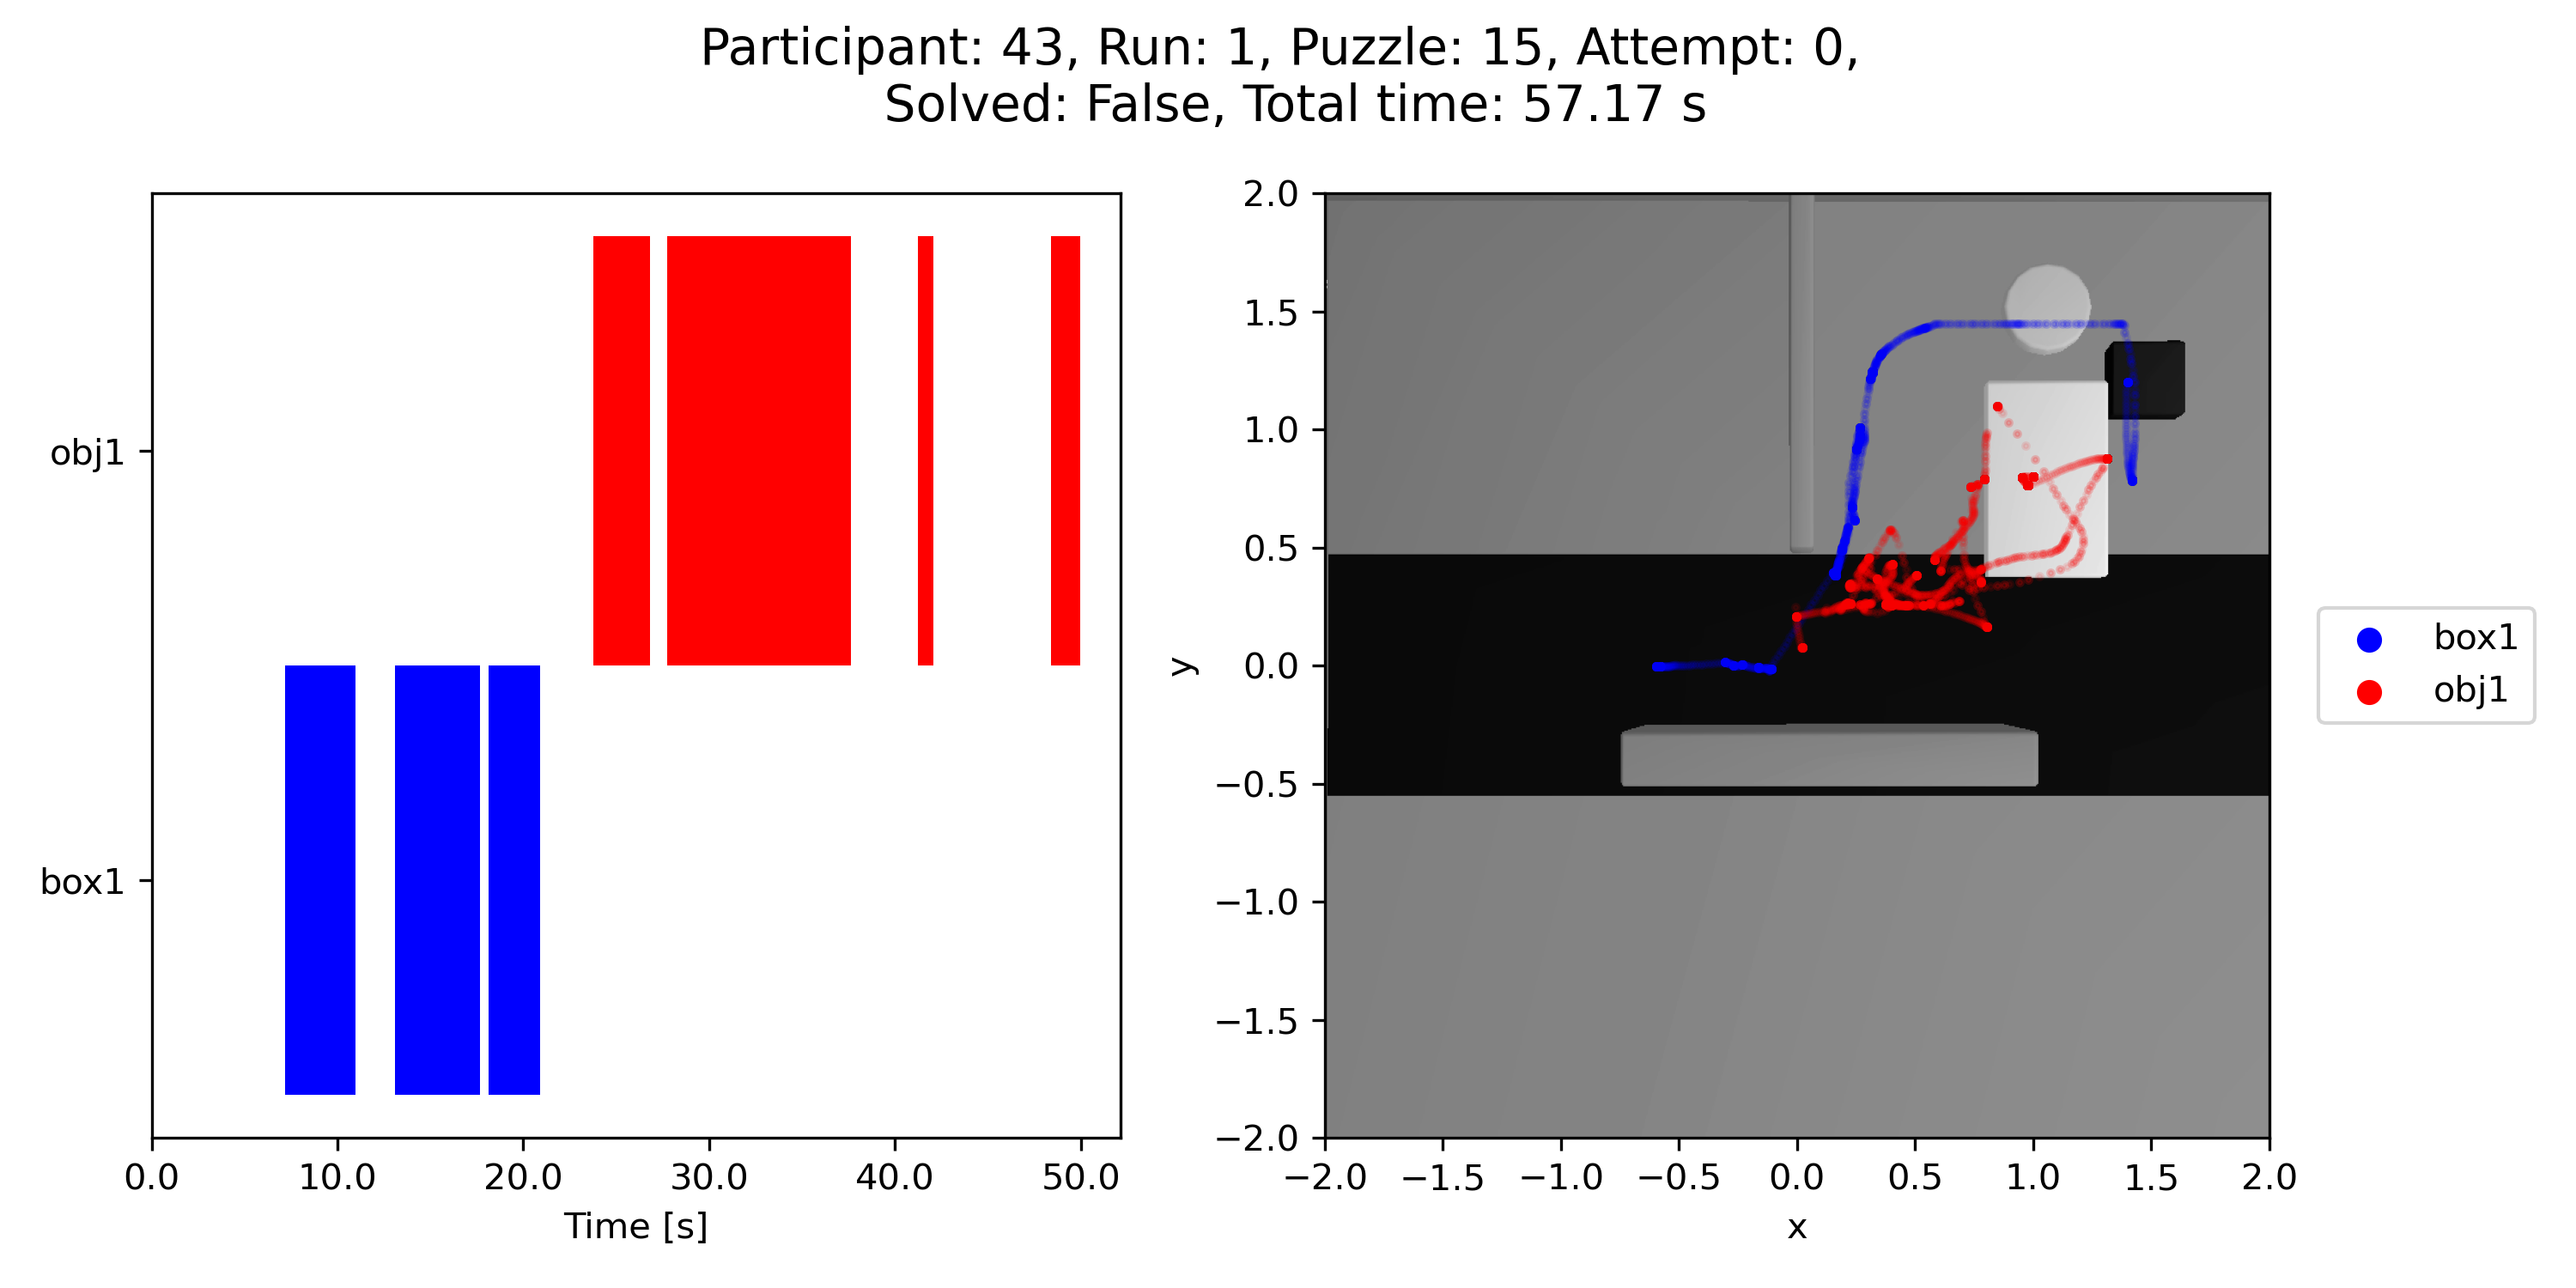 Participant: 43, Run: 1, Puzzle: 15, Attempt: 0,
Solved: False, Total time: 57.17 s
obj1
box1
0.0 10.0 20.0 30.0 40.0 50.0
Time [s]
2.0
1.5
1.0
0.5
0.0
−0.5
−1.0
−1.5
−2.0
y
−2.0 −1.5 −1.0 −0.5 0.0 0.5 1.0 1.5 2.0
x
box1
obj1